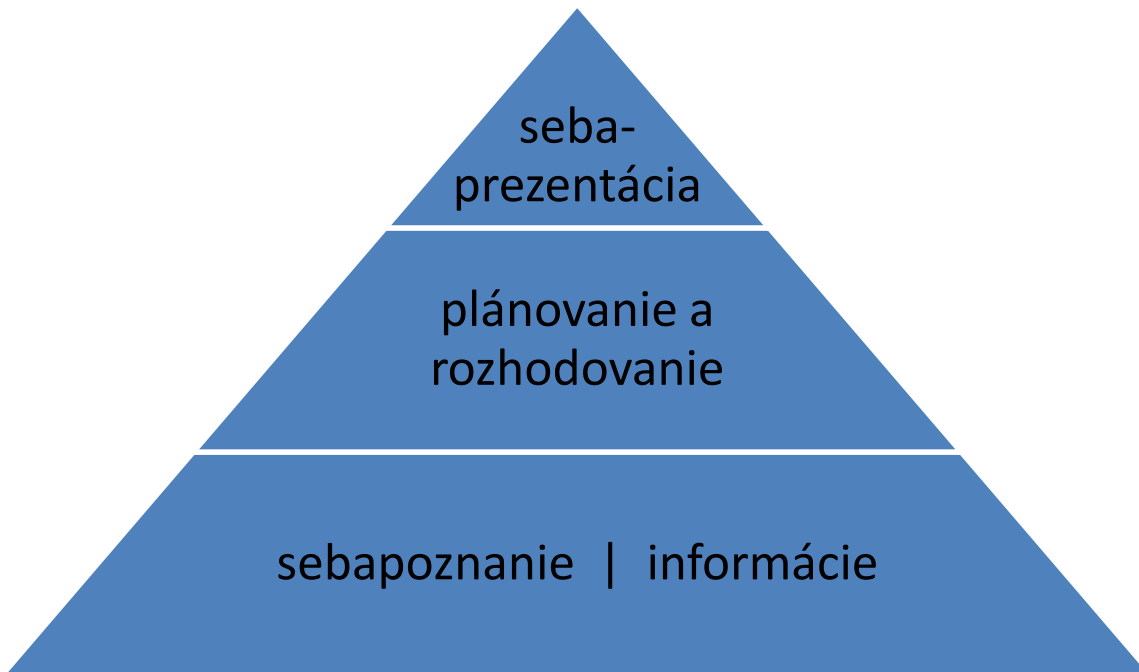 seba-
prezentácia
plánovanie a
rozhodovanie
sebapoznanie | informácie